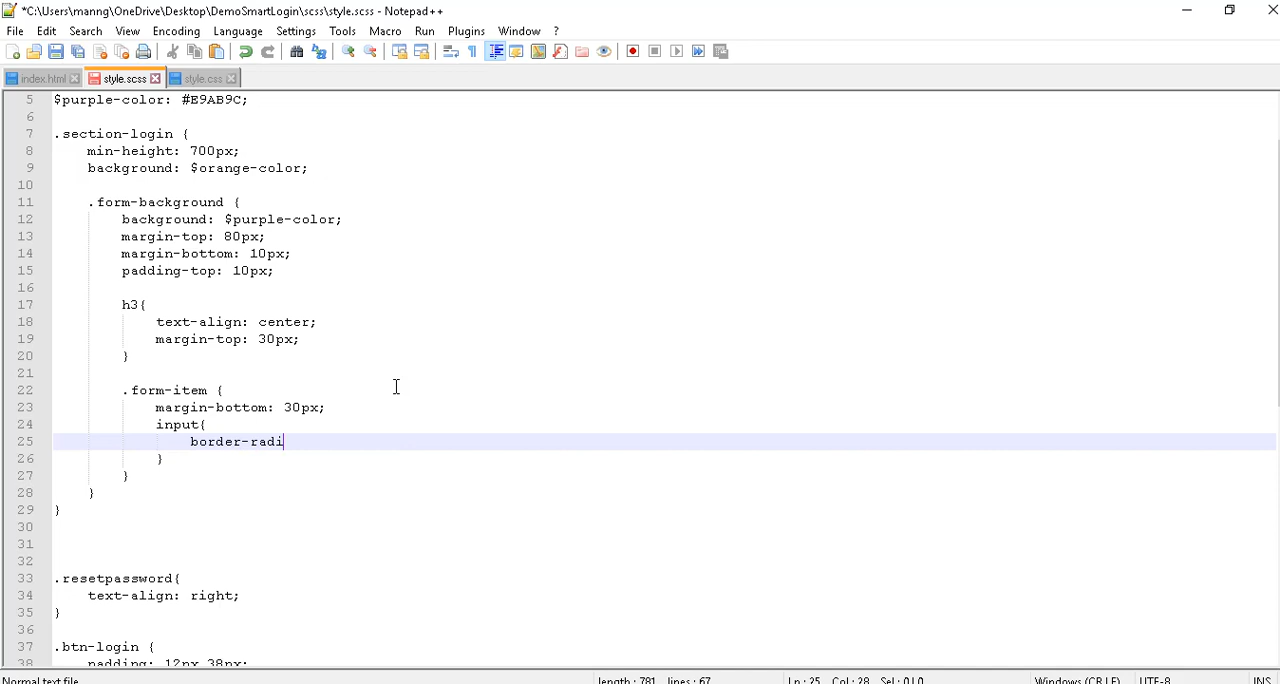 *C:\Users\manng\OneDrive\Desktop\DemoSmartLogin\scss\style.scss - Notepad++
File Edit Search View Encoding Language Settings Tools Macro Run Plugins Window ?
index.html style.scss style.css
5 $purple-color: #E9AB9C;
6
7 .section-login {
8 min-height: 700px;
9 background: $orange-color;
10
11 .form-background {
12 background: $purple-color;
13 margin-top: 80px;
14 margin-bottom: 10px;
15 padding-top: 10px;
16
17 h3{
18 text-align: center;
19 margin-top: 30px;
20 }
21
22 .form-item {
23 margin-bottom: 30px;
24 input{
25 border-radi
26 }
27 }
28 }
29 }
30
31
32
33 .resetpassword{
34 text-align: right;
35 }
36
37 .btn-login {
38 padding: 12px 38px;
Normal text file length : 781 lines : 67 Ln : 25 Col : 28 Sel : 0 | 0 Windows (CR LF) UTF-8 INS